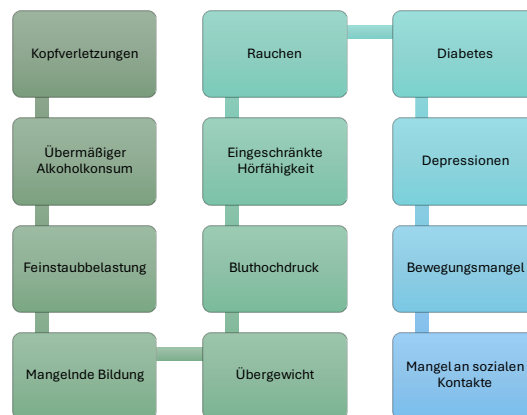 Kopfverletzungen
Übermäßiger
Alkoholkonsum
Feinstaubbelastung
Mangelnde Bildung
Übergewicht
Bluthochdruck
Eingeschränkte
Hörfähigkeit
Rauchen
Diabetes
Depressionen
Bewegungsmangel
Mangel an sozialen
Kontakte